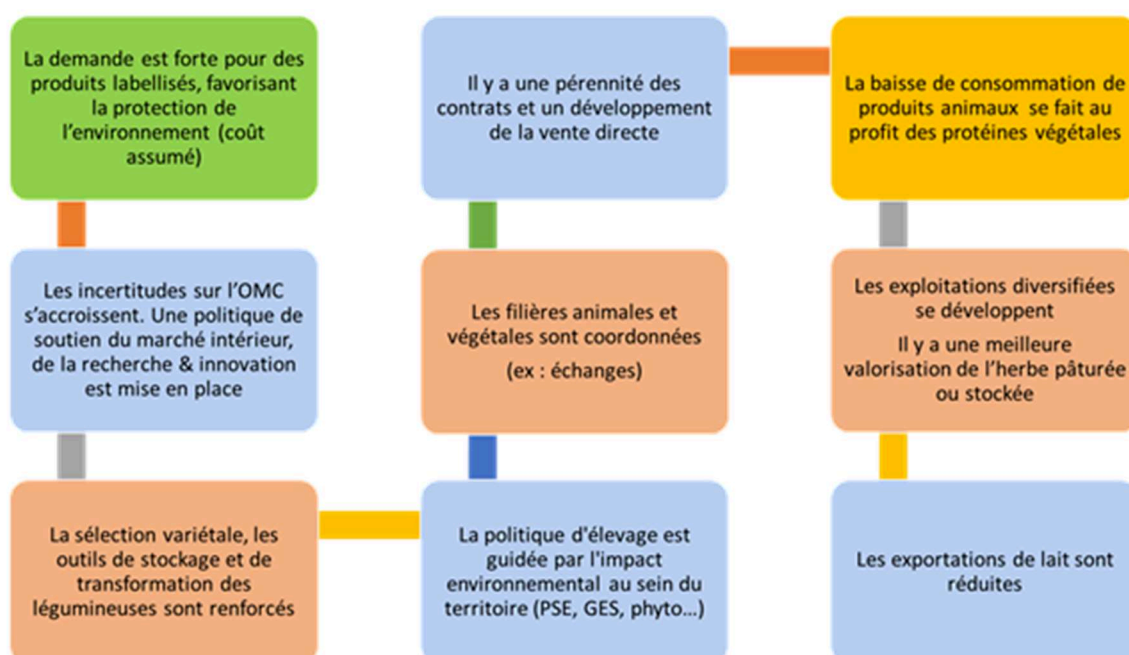 La demande est forte pour des
produits labellisés, favorisant
la protection de
l'environnement (coût
assumé)
Les incertitudes sur l'OMC
s'accroissent. Une politique de
soutien du marché intérieur,
de la recherche & innovation
est mise en place
La sélection variétale, les
outils de stockage et de
transformation des
légumineuses sont renforcés
La politique d'élevage est
guidée par l'impact
environnemental au sein du
territoire (PSE, GES, phyto...)
Les filières animales et
végétales sont coordonnées
(ex : échanges)
Il y a une pérennité des
contrats et un développement
de la vente directe
La baisse de consommation de
produits animaux se fait au
profit des protéines végétales
Les exploitations diversifiées
se développent
Il y a une meilleure
valorisation de l'herbe pâturée
ou stockée
Les exportations de lait sont
réduites